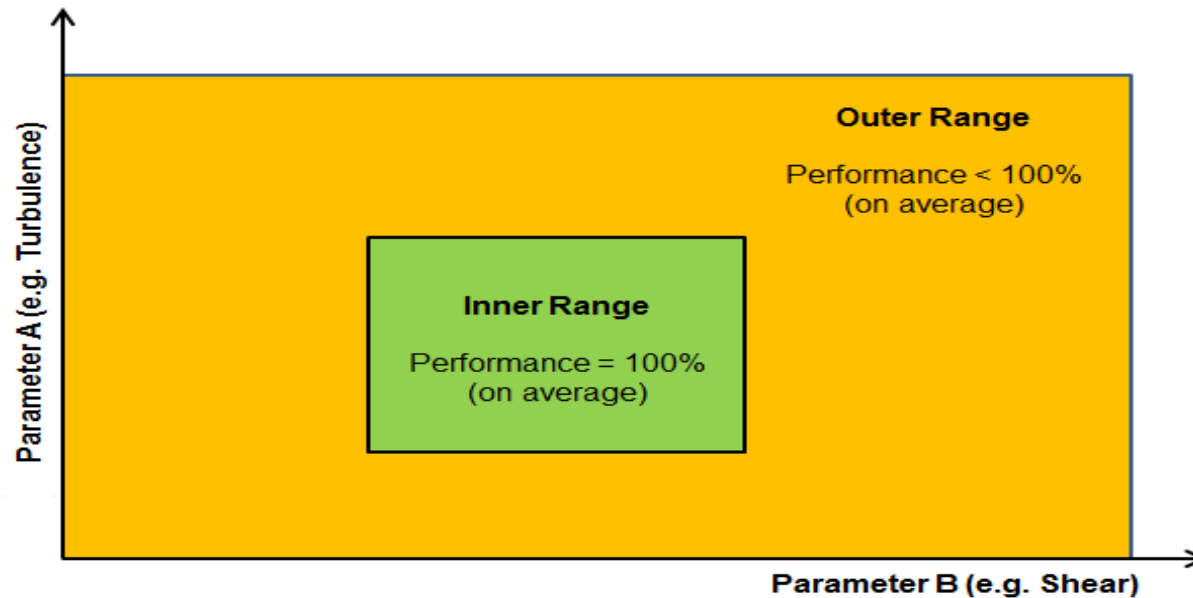 Parameter A (e.g. Turbulence)
Outer Range
Performance < 100%
(on average)
Inner Range
Performance = 100%
(on average)
Parameter B (e.g. Shear)